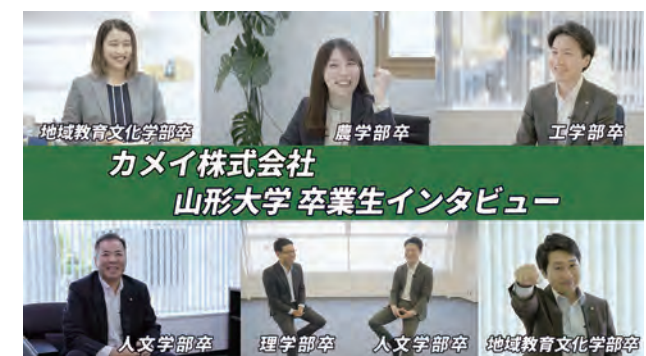 地域教育文化学部卒
農学部卒
工学部卒
カメイ株式会社
山形大学 卒業生インタビュー
人文学部卒
理学部卒
人文学部卒
地域教育文化学部卒